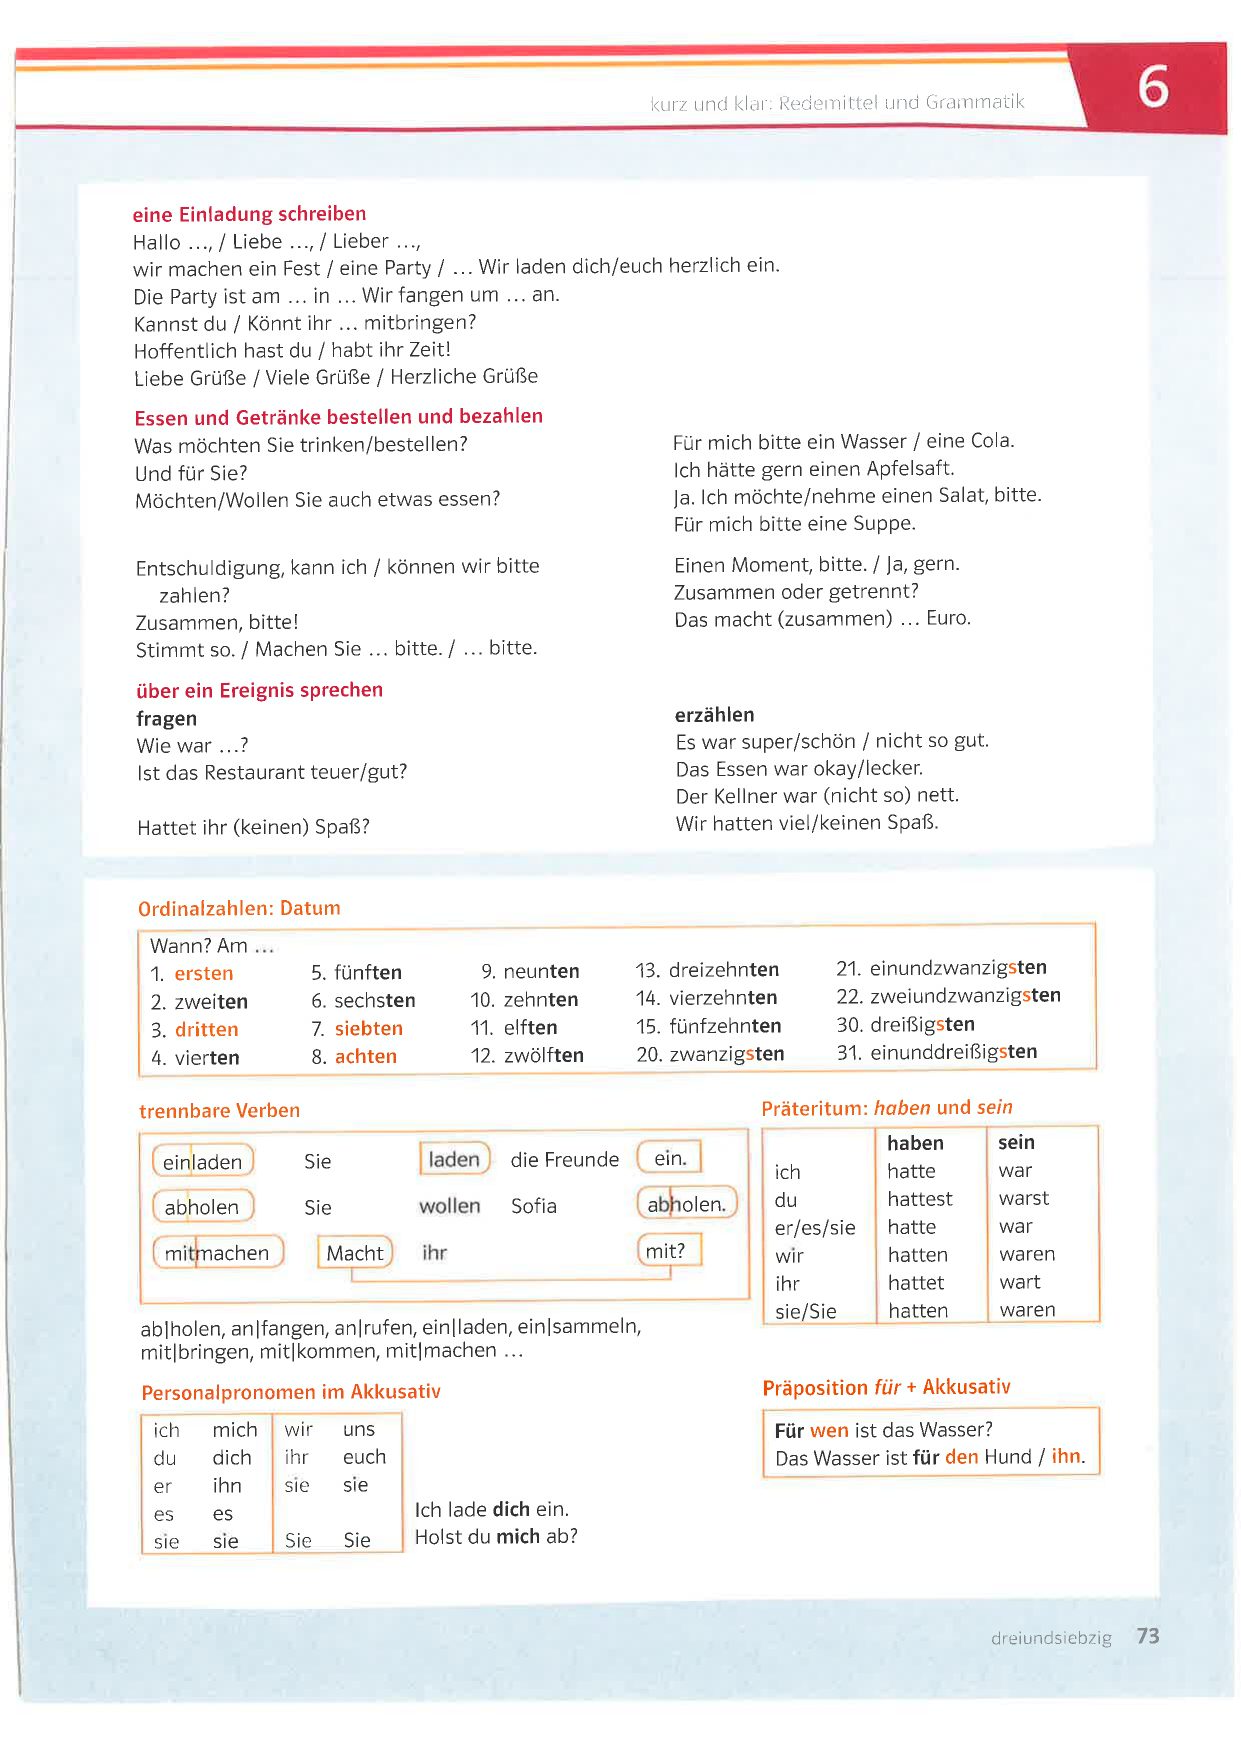 kurz und klar: Redemittel und Grammatik
6
eine Einladung schreiben
Hallo ..., / Liebe ..., / Lieber ...,
wir machen ein Fest / eine Party / ... Wir laden dich/euch herzlich ein.
Die Party ist am ... in ... Wir fangen um ... an.
Kannst du / Könnt ihr ... mitbringen?
Hoffentlich hast du / habt ihr Zeit!
Liebe Grüße / Viele Grüße / Herzliche Grüße
Essen und Getränke bestellen und bezahlen
Was möchten Sie trinken/bestellen? Für mich bitte ein Wasser / eine Cola.
Und für Sie? Ich hätte gern einen Apfelsaft.
Möchten/Wollen Sie auch etwas essen? Ja. Ich möchte/nehme einen Salat, bitte.
Für mich bitte eine Suppe.
Entschuldigung, kann ich / können wir bitte Einen Moment, bitte. / Ja, gern.
zahlen? Zusammen oder getrennt?
Zusammen, bitte! Das macht (zusammen) ... Euro.
Stimmt so. / Machen Sie ... bitte. / ... bitte.
über ein Ereignis sprechen
fragen erzählen
Wie war ...? Es war super/schön / nicht so gut.
Ist das Restaurant teuer/gut? Das Essen war okay/lecker.
Der Kellner war (nicht so) nett.
Hattet ihr (keinen) Spaß? Wir hatten viel/keinen Spaß.
Ordinalzahlen: Datum
Wann? Am ...
1. ersten 5. fünften 9. neunten 13. dreizehnten 21. einundzwanzigsten
2. zweiten 6. sechsten 10. zehnten 14. vierzehnten 22. zweiundzwanzigsten
3. dritten 7. siebten 11. elften 15. fünfzehnten 30. dreißigsten
4. vierten 8. achten 12. zwölften 20. zwanzigsten 31. einunddreißigsten
trennbare Verben
ein|laden Sie laden die Freunde ein.
ab|holen Sie wollen Sofia ab|holen.
mit|machen Macht ihr mit?
ab|holen, an|fangen, an|rufen, ein|laden, ein|sammeln,
mit|bringen, mit|kommen, mit|machen ...
Präteritum: haben und sein
haben sein
ich hatte war
du hattest warst
er/es/sie hatte war
wir hatten waren
ihr hattet wart
sie/Sie hatten waren
Personalpronomen im Akkusativ
ich mich wir uns
du dich ihr euch
er ihn sie sie
es es
sie sie Sie Sie
Ich lade dich ein.
Holst du mich ab?
Präposition für + Akkusativ
Für wen ist das Wasser?
Das Wasser ist für den Hund / ihn.
dreiundsiebzig 73